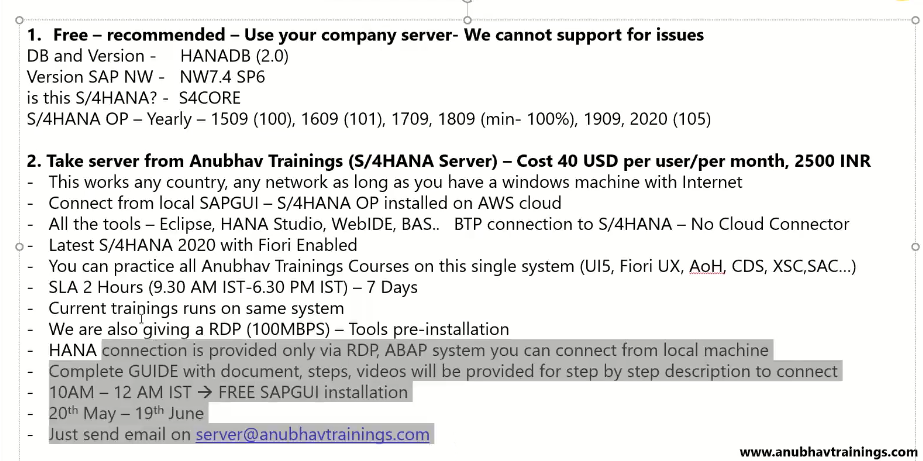 1. Free – recommended – Use your company server- We cannot support for issues
DB and Version - HANADB (2.0)
Version SAP NW - NW7.4 SP6
is this S/4HANA? - S4CORE
S/4HANA OP – Yearly – 1509 (100), 1609 (101), 1709, 1809 (min- 100%), 1909, 2020 (105)
2. Take server from Anubhav Trainings (S/4HANA Server) – Cost 40 USD per user/per month, 2500 INR
- This works any country, any network as long as you have a windows machine with Internet
- Connect from local SAPGUI – S/4HANA OP installed on AWS cloud
- All the tools – Eclipse, HANA Studio, WebIDE, BAS.. BTP connection to S/4HANA – No Cloud Connector
- Latest S/4HANA 2020 with Fiori Enabled
- You can practice all Anubhav Trainings Courses on this single system (UI5, Fiori UX, AoH, CDS, XSC,SAC...)
- SLA 2 Hours (9.30 AM IST-6.30 PM IST) – 7 Days
- Current trainings runs on same system
- We are also giving a RDP (100MBPS) – Tools pre-installation
- HANA connection is provided only via RDP, ABAP system you can connect from local machine
- Complete GUIDE with document, steps, videos will be provided for step by step description to connect
- 10AM – 12 AM IST → FREE SAPGUI installation
- 20th May – 19th June
- Just send email on server@anubhavtrainings.com
www.anubhavtrainings.com